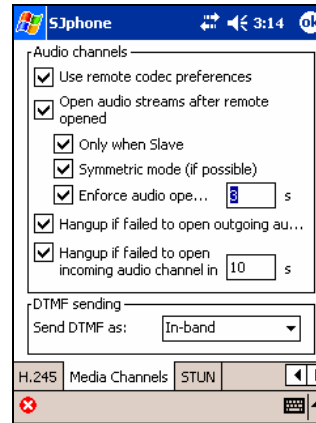 SJphone 3:14 ok
Audio channels
Use remote codec preferences
Open audio streams after remote
opened
Only when Slave
Symmetric mode (if possible)
Enforce audio ope... 3 s
Hangup if failed to open outgoing au...
Hangup if failed to open
incoming audio channel in 10 s
DTMF sending
Send DTMF as: In-band
H.245 Media Channels STUN